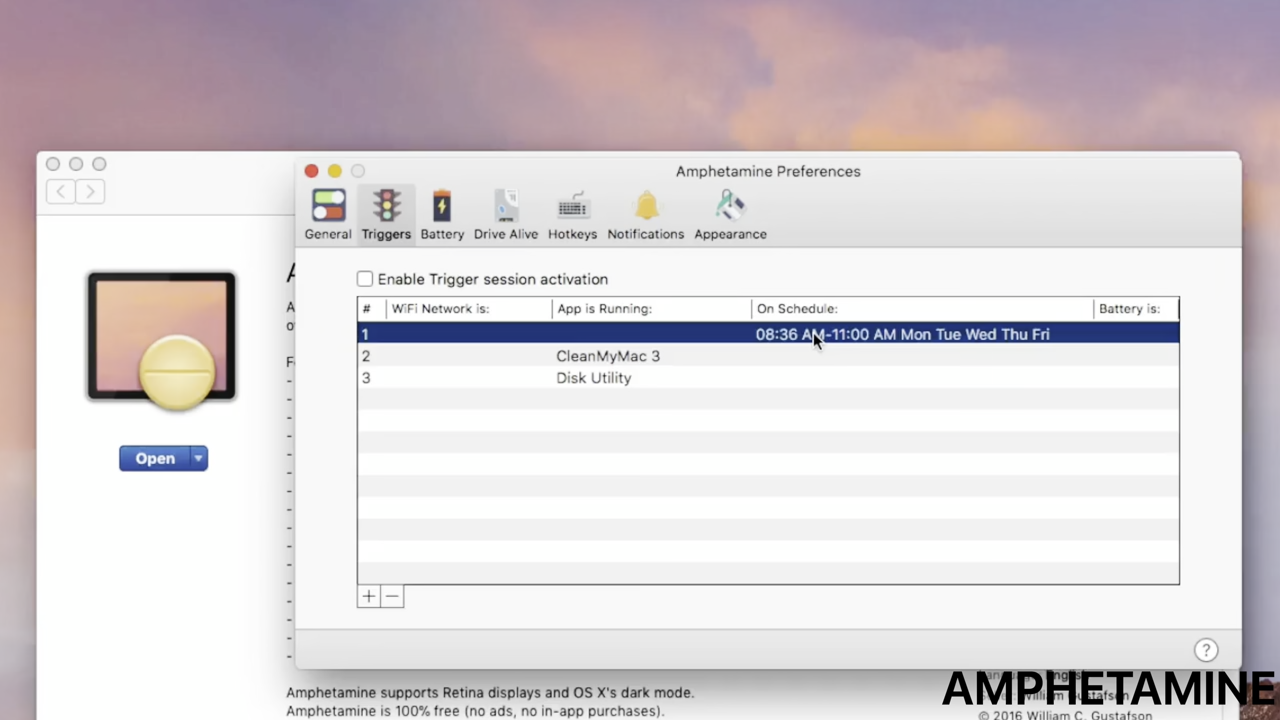 Amphetamine Preferences
General Triggers Battery Drive Alive Hotkeys Notifications Appearance
Enable Trigger session activation
# WiFi Network is: App is Running: On Schedule: Battery is:
1 08:36 AM-11:00 AM Mon Tue Wed Thu Fri
2 CleanMyMac 3
3 Disk Utility
Open
+ −
?
Amphetamine supports Retina displays and OS X's dark mode.
Amphetamine is 100% free (no ads, no in-app purchases).
AMPHETAMINE
© 2016 William C. Gustafson